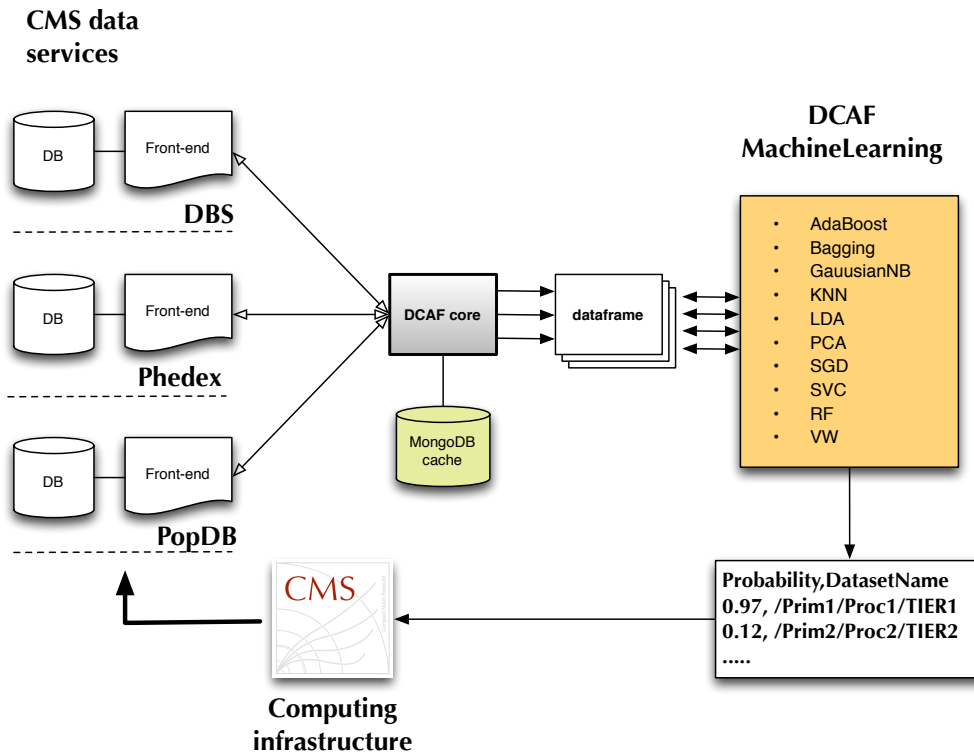 CMS data
services
DB
Front-end
DBS
DB
Front-end
Phedex
DB
Front-end
PopDB
DCAF core
MongoDB
cache
dataframe
DCAF
MachineLearning
• AdaBoost
• Bagging
• GauusianNB
• KNN
• LDA
• PCA
• SGD
• SVC
• RF
• VW
Probability,DatasetName
0.97, /Prim1/Proc1/TIER1
0.12, /Prim2/Proc2/TIER2
.....
CMS
Computing
infrastructure